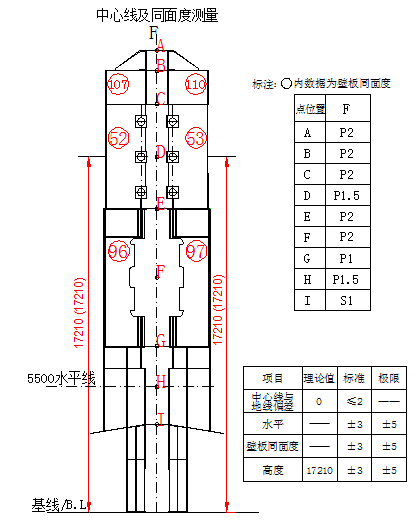 中心线及同面度测量
F
A
B
107
110
C
52
53
D
E
96
97
F
17210 (17210)
17210 (17210)
G
5500水平线
H
I
基线/B.L
标注: ○内数据为壁板同面度
点位置 F
A P2
B P2
C P2
D P1.5
E P2
F P2
G P1
H P1.5
I S1
项目 理论值 标准 极限
中心线与地线偏差 0 ≤2 ——
水平 —— ±3 ±5
壁板同面度 —— ±3 ±5
高度 17210 ±3 ±5